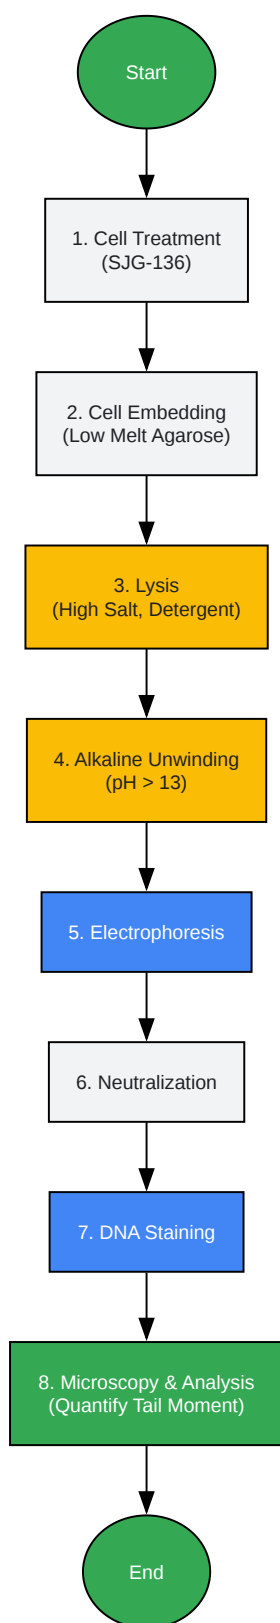 Start
1. Cell Treatment
(SJG-136)
2. Cell Embedding
(Low Melt Agarose)
3. Lysis
(High Salt, Detergent)
4. Alkaline Unwinding
(pH > 13)
5. Electrophoresis
6. Neutralization
7. DNA Staining
8. Microscopy & Analysis
(Quantify Tail Moment)
End